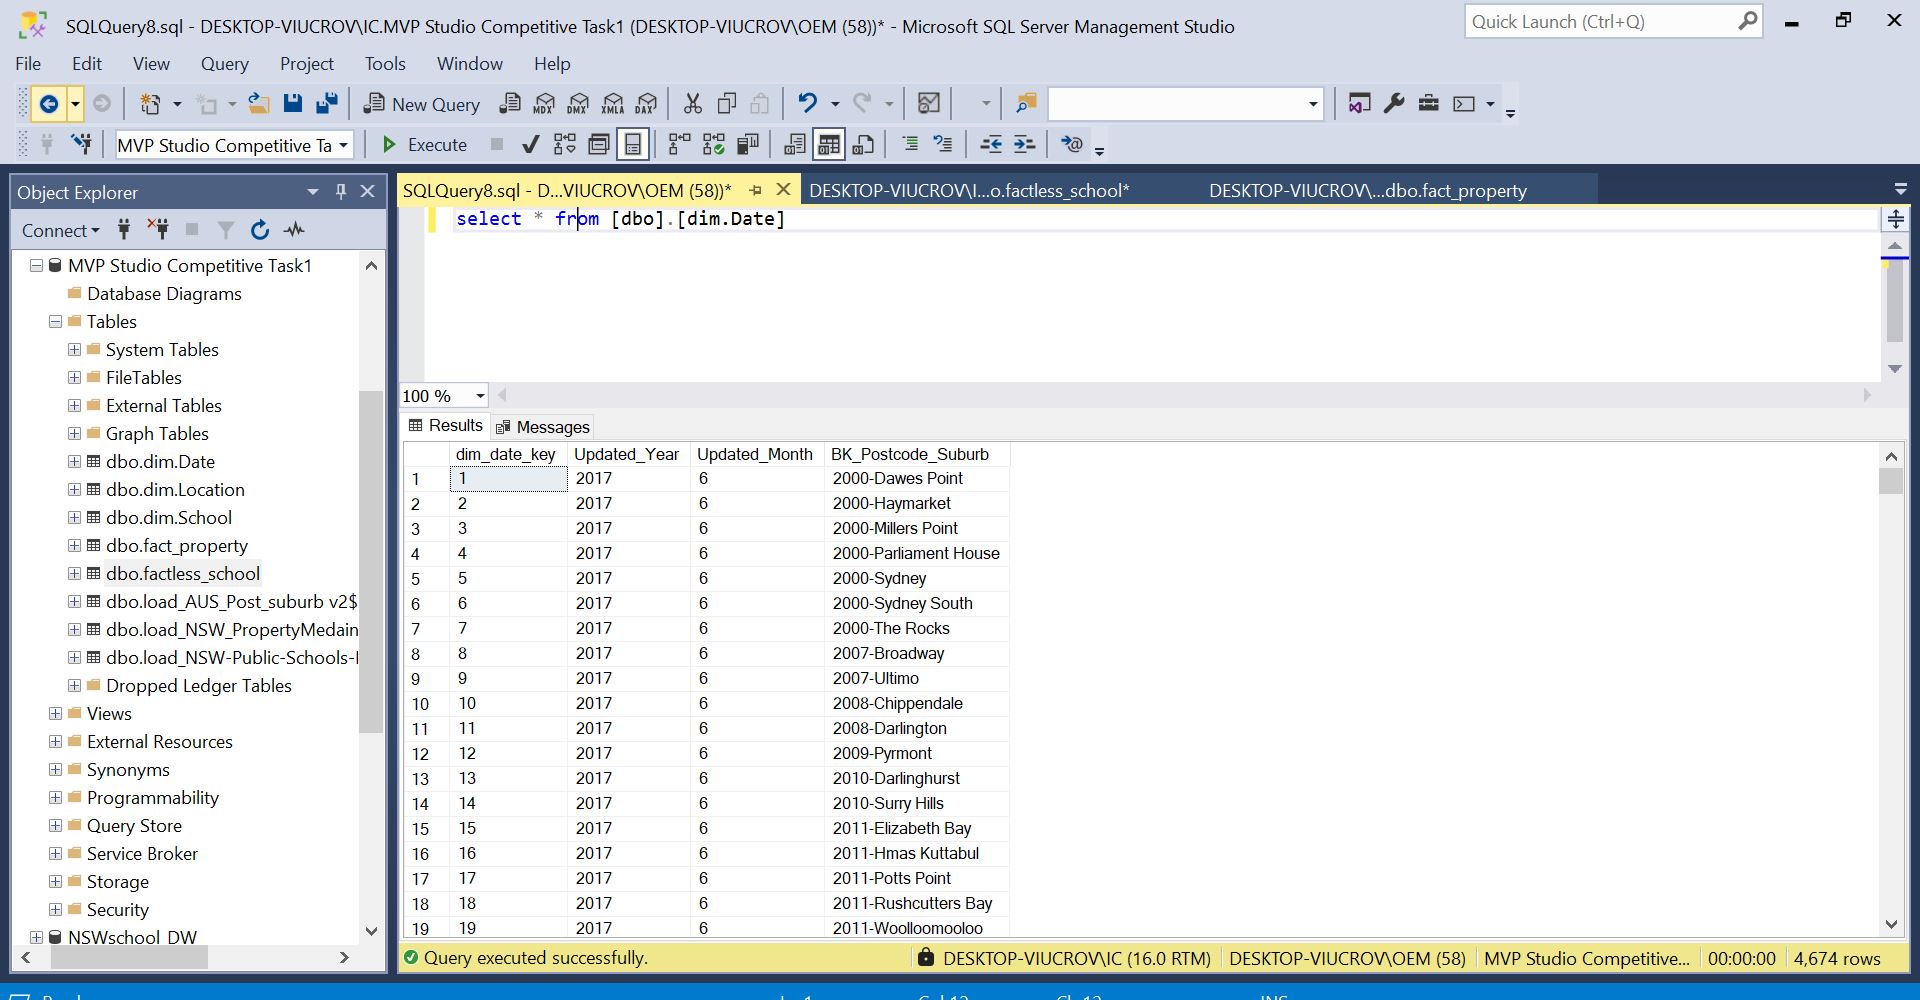 SQLQuery8.sql - DESKTOP-VIUCROV\IC.MVP Studio Competitive Task1 (DESKTOP-VIUCROV\OEM (58))* - Microsoft SQL Server Management Studio
Quick Launch (Ctrl+Q)
File Edit View Query Project Tools Window Help
New Query MDX DMX XMLA DAX
MVP Studio Competitive Ta Execute
Object Explorer
Connect
MVP Studio Competitive Task1
Database Diagrams
Tables
System Tables
FileTables
External Tables
Graph Tables
dbo.dim.Date
dbo.dim.Location
dbo.dim.School
dbo.fact_property
dbo.factless_school
dbo.load_AUS_Post_suburb v2$
dbo.load_NSW_PropertyMedain
dbo.load_NSW-Public-Schools-
Dropped Ledger Tables
Views
External Resources
Synonyms
Programmability
Query Store
Service Broker
Storage
Security
NSWschool_DW
SQLQuery8.sql - D...VIUCROV\OEM (58))* DESKTOP-VIUCROV\I...o.factless_school* DESKTOP-VIUCROV\...dbo.fact_property
select * from [dbo].[dim.Date]
100 %
Results Messages
dim_date_key Updated_Year Updated_Month BK_Postcode_Suburb
1 1 2017 6 2000-Dawes Point
2 2 2017 6 2000-Haymarket
3 3 2017 6 2000-Millers Point
4 4 2017 6 2000-Parliament House
5 5 2017 6 2000-Sydney
6 6 2017 6 2000-Sydney South
7 7 2017 6 2000-The Rocks
8 8 2017 6 2007-Broadway
9 9 2017 6 2007-Ultimo
10 10 2017 6 2008-Chippendale
11 11 2017 6 2008-Darlington
12 12 2017 6 2009-Pyrmont
13 13 2017 6 2010-Darlinghurst
14 14 2017 6 2010-Surry Hills
15 15 2017 6 2011-Elizabeth Bay
16 16 2017 6 2011-Hmas Kuttabul
17 17 2017 6 2011-Potts Point
18 18 2017 6 2011-Rushcutters Bay
19 19 2017 6 2011-Woolloomooloo
Query executed successfully. DESKTOP-VIUCROV\IC (16.0 RTM) DESKTOP-VIUCROV\OEM (58) MVP Studio Competitive... 00:00:00 4,674 rows